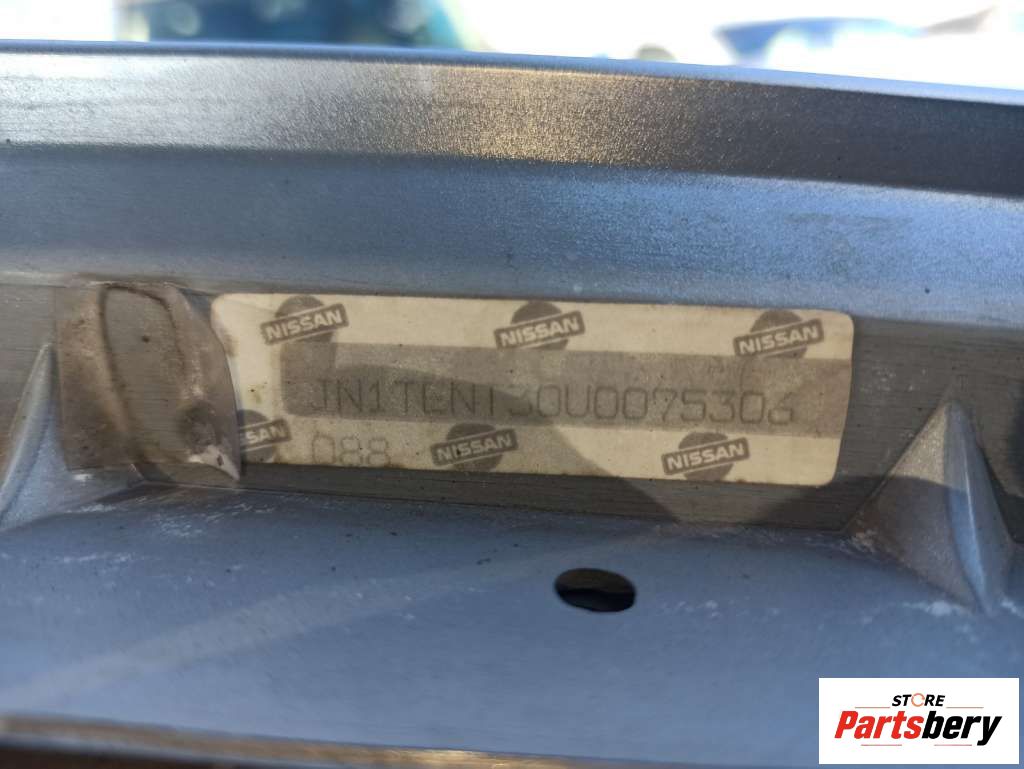 NISSAN NISSAN NISSAN
JN1TENT30U0075306
NISSAN
088 NISSAN NISSAN
STORE
Partsbery